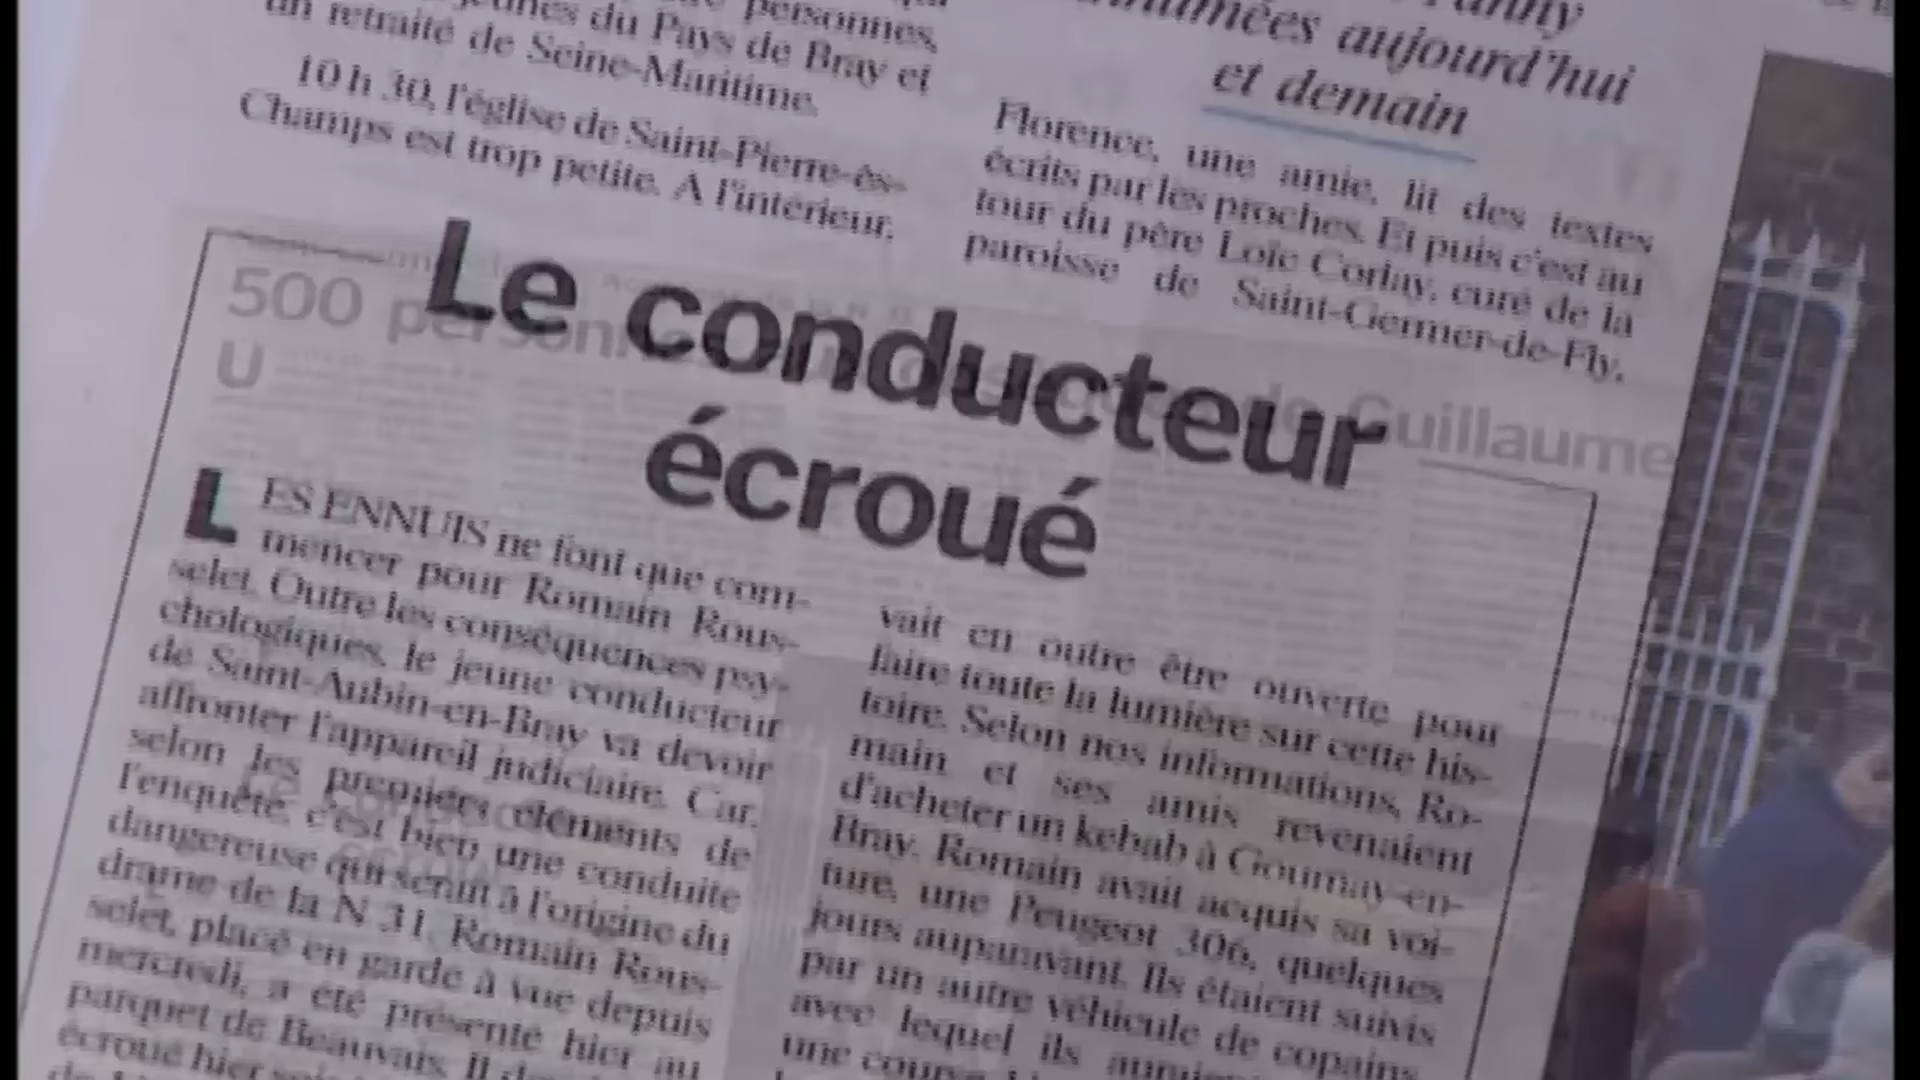 personnes,
jeunes du Pays de Bray et
un retraité de Seine-Maritime.
10 h 30, l'église de Saint-Pierre-ès-
Champs est trop petite. A l'intérieur,
aujourd'hui
et demain
Florence, une amie, lit des textes
écrits par les proches. Et puis c'est au
tour du père Loïc Corlay, curé de la
paroisse de Saint-Germer-de-Fly,
500
Guillaume
U
Le conducteur
écroué
LES ENNUIS ne font que com-
mencer pour Romain Rous-
selet. Outre les conséquences psy-
chologiques, le jeune conducteur
de Saint-Aubin-en-Bray va devoir
affronter l'appareil judiciaire. Car,
selon les premiers éléments de
l'enquête, c'est bien une conduite
dangereuse qui serait à l'origine du
drame de la N 31. Romain Rous-
selet, placé en garde à vue depuis
mercredi, a été présenté hier au
parquet de Beauvais. Il
écroué hier
vait en outre être ouverte pour
faire toute la lumière sur cette his-
toire. Selon nos informations, Ro-
main et ses amis revenaient
d'acheter un kebab à Gournay-en-
Bray. Romain avait acquis sa voi-
ture, une Peugeot 306, quelques
jours auparavant. Ils étaient suivis
par un autre véhicule de copains
avec lequel ils
une